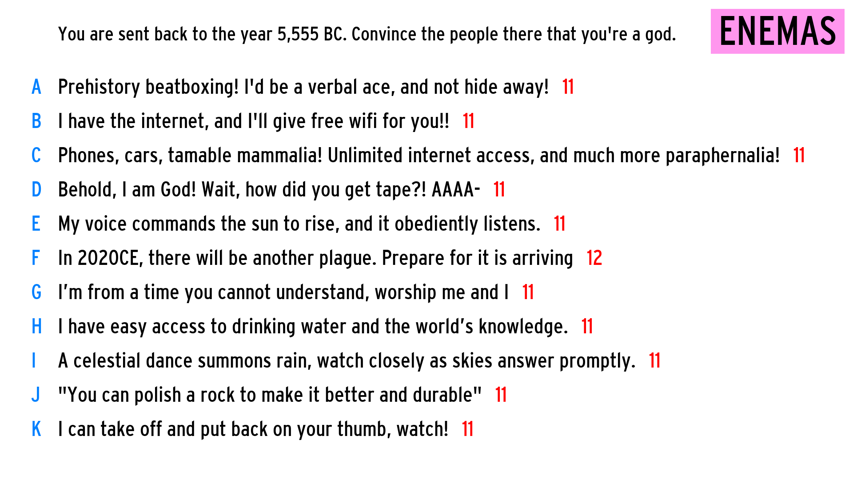 You are sent back to the year 5,555 BC. Convince the people there that you're a god.
ENEMAS
A Prehistory beatboxing! I'd be a verbal ace, and not hide away! 11
B I have the internet, and I'll give free wifi for you!! 11
C Phones, cars, tamable mammalia! Unlimited internet access, and much more paraphernalia! 11
D Behold, I am God! Wait, how did you get tape?! AAAA- 11
E My voice commands the sun to rise, and it obediently listens. 11
F In 2020CE, there will be another plague. Prepare for it is arriving 12
G I’m from a time you cannot understand, worship me and I 11
H I have easy access to drinking water and the world’s knowledge. 11
I A celestial dance summons rain, watch closely as skies answer promptly. 11
J "You can polish a rock to make it better and durable" 11
K I can take off and put back on your thumb, watch! 11